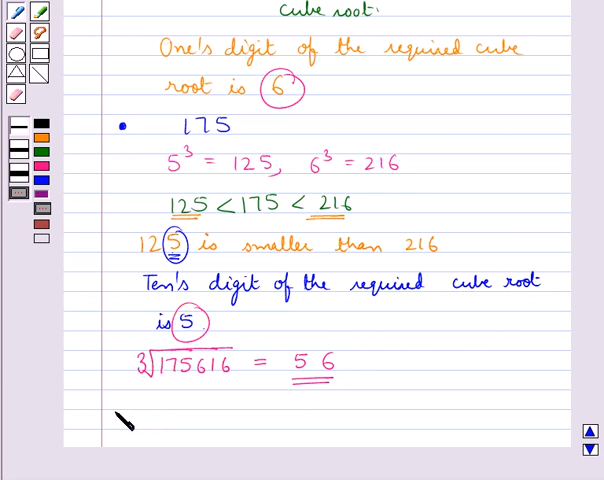 cube root.
One's digit of the required cube
root is 6
• 175
5³ = 125, 6³ = 216
125 < 175 < 216
125 is smaller than 216
Ten's digit of the required cube root
is 5.
∛175616 = 56